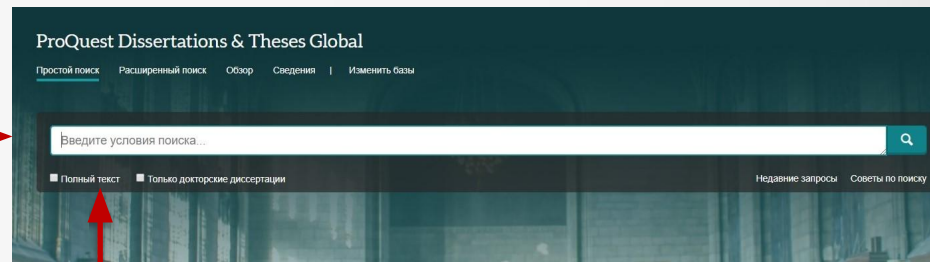 ProQuest Dissertations & Theses Global
Простой поиск Расширенный поиск Обзор Сведения | Изменить базы
Введите условия поиска...
Полный текст Только докторские диссертации Недавние запросы Советы по поиску